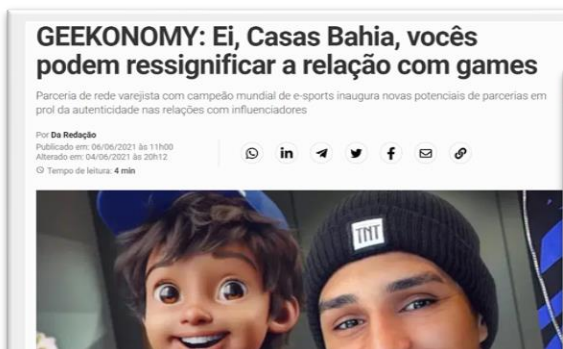 GEEKONOMY: Ei, Casas Bahia, vocês
podem ressignificar a relação com games
Parceria de rede varejista com campeão mundial de e-sports inaugura novas potenciais de parcerias em
prol da autenticidade nas relações com influenciadores
Por Da Redação
Publicado em: 06/06/2021 às 11h00
Alterado em: 04/06/2021 às 20h12
Tempo de leitura: 4 min
TNT